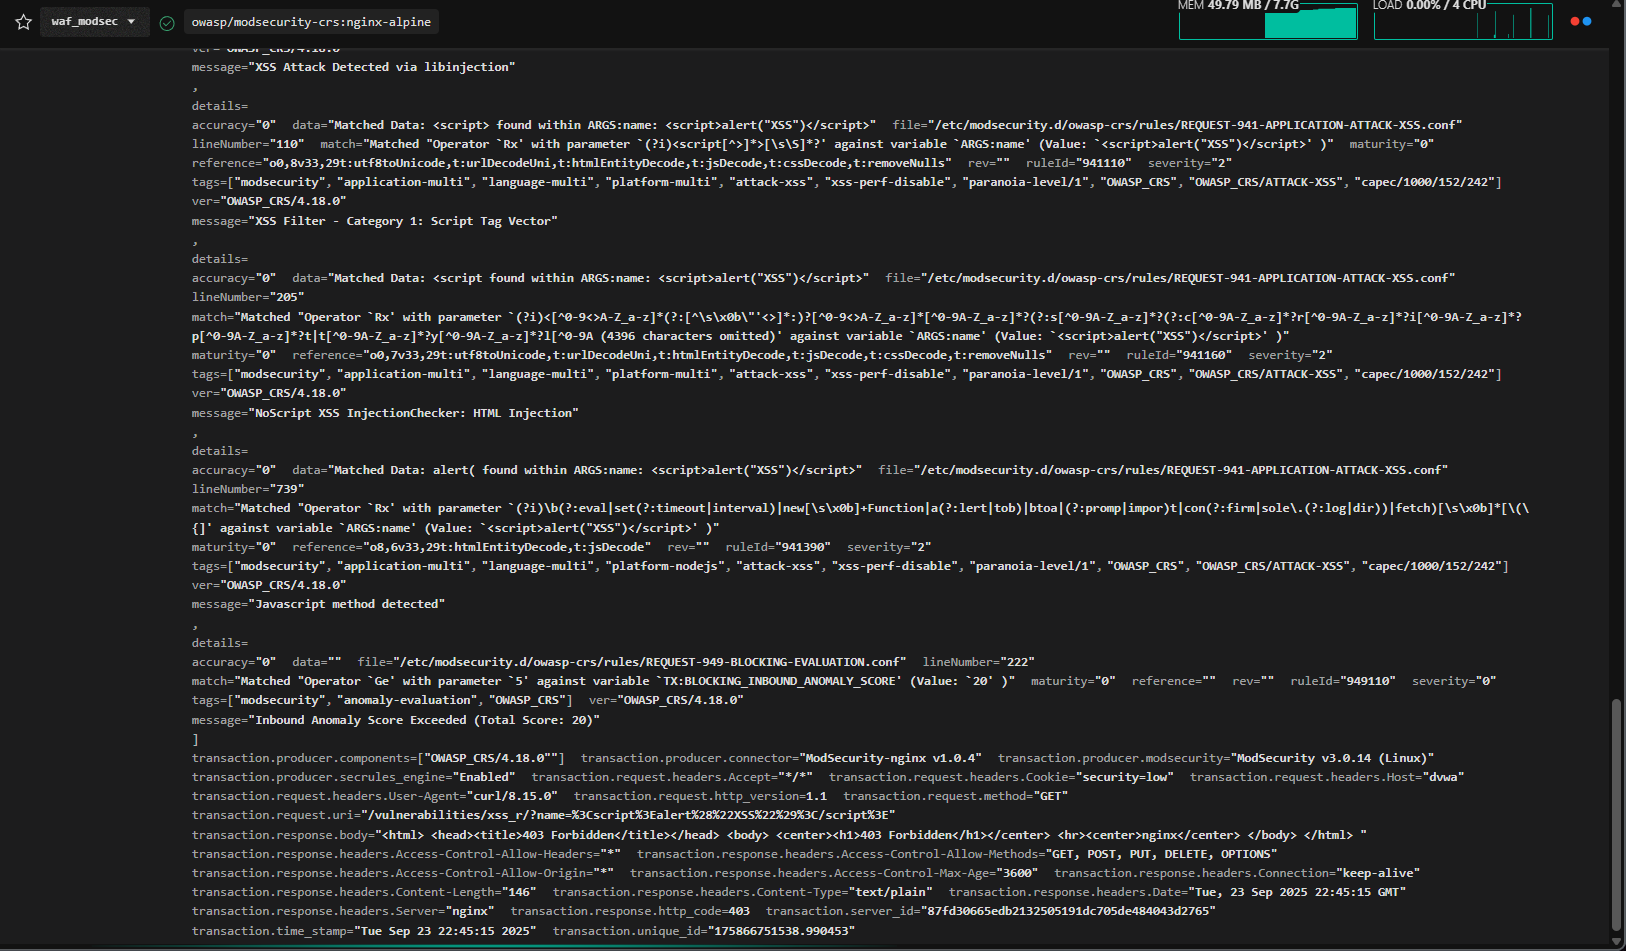 waf_modsec
owasp/modsecurity-crs:nginx-alpine
MEM 49.79 MB / 7.7G
LOAD 0.00% / 4 CPU
ver="OWASP_CRS/4.18.0"
message="XSS Attack Detected via libinjection"
,
details=
accuracy="0"  data="Matched Data: <script> found within ARGS:name: <script>alert("XSS")</script>"  file="/etc/modsecurity.d/owasp-crs/rules/REQUEST-941-APPLICATION-ATTACK-XSS.conf"
lineNumber="110"  match="Matched "Operator `Rx' with parameter `(?i)<script[^>]*>[\s\S]*?' against variable `ARGS:name' (Value: `<script>alert("XSS")</script>' )"  maturity="0"
reference="o0,8v33,29t:utf8toUnicode,t:urlDecodeUni,t:htmlEntityDecode,t:jsDecode,t:cssDecode,t:removeNulls"  rev=""  ruleId="941110"  severity="2"
tags=["modsecurity", "application-multi", "language-multi", "platform-multi", "attack-xss", "xss-perf-disable", "paranoia-level/1", "OWASP_CRS", "OWASP_CRS/ATTACK-XSS", "capec/1000/152/242"]
ver="OWASP_CRS/4.18.0"
message="XSS Filter - Category 1: Script Tag Vector"
,
details=
accuracy="0"  data="Matched Data: <script found within ARGS:name: <script>alert("XSS")</script>"  file="/etc/modsecurity.d/owasp-crs/rules/REQUEST-941-APPLICATION-ATTACK-XSS.conf"
lineNumber="205"
match="Matched "Operator `Rx' with parameter `(?i)<[^0-9<>A-Z_a-z]*(?:[^\s\x0b\"'<>]*:)?[^0-9<>A-Z_a-z]*[^0-9A-Z_a-z]*?(?:s[^0-9A-Z_a-z]*?(?:c[^0-9A-Z_a-z]*?r[^0-9A-Z_a-z]*?i[^0-9A-Z_a-z]*?
p[^0-9A-Z_a-z]*?t|t[^0-9A-Z_a-z]*?y[^0-9A-Z_a-z]*?l[^0-9A (4396 characters omitted)' against variable `ARGS:name' (Value: `<script>alert("XSS")</script>' )"
maturity="0"  reference="o0,7v33,29t:utf8toUnicode,t:urlDecodeUni,t:htmlEntityDecode,t:jsDecode,t:cssDecode,t:removeNulls"  rev=""  ruleId="941160"  severity="2"
tags=["modsecurity", "application-multi", "language-multi", "platform-multi", "attack-xss", "xss-perf-disable", "paranoia-level/1", "OWASP_CRS", "OWASP_CRS/ATTACK-XSS", "capec/1000/152/242"]
ver="OWASP_CRS/4.18.0"
message="NoScript XSS InjectionChecker: HTML Injection"
,
details=
accuracy="0"  data="Matched Data: alert( found within ARGS:name: <script>alert("XSS")</script>"  file="/etc/modsecurity.d/owasp-crs/rules/REQUEST-941-APPLICATION-ATTACK-XSS.conf"
lineNumber="739"
match="Matched "Operator `Rx' with parameter `(?i)\b(?:eval|set(?:timeout|interval)|new[\s\x0b]+Function|a(?:lert|tob)|btoa|(?:promp|impor)t|con(?:firm|sole\.(?:log|dir))|fetch)[\s\x0b]*[\(\
{]' against variable `ARGS:name' (Value: `<script>alert("XSS")</script>' )"
maturity="0"  reference="o8,6v33,29t:htmlEntityDecode,t:jsDecode"  rev=""  ruleId="941390"  severity="2"
tags=["modsecurity", "application-multi", "language-multi", "platform-nodejs", "attack-xss", "xss-perf-disable", "paranoia-level/1", "OWASP_CRS", "OWASP_CRS/ATTACK-XSS", "capec/1000/152/242"]
ver="OWASP_CRS/4.18.0"
message="Javascript method detected"
,
details=
accuracy="0"  data=""  file="/etc/modsecurity.d/owasp-crs/rules/REQUEST-949-BLOCKING-EVALUATION.conf"  lineNumber="222"
match="Matched "Operator `Ge' with parameter `5' against variable `TX:BLOCKING_INBOUND_ANOMALY_SCORE' (Value: `20' )"  maturity="0"  reference=""  rev=""  ruleId="949110"  severity="0"
tags=["modsecurity", "anomaly-evaluation", "OWASP_CRS"]  ver="OWASP_CRS/4.18.0"
message="Inbound Anomaly Score Exceeded (Total Score: 20)"
]
transaction.producer.components=["OWASP_CRS/4.18.0""]  transaction.producer.connector="ModSecurity-nginx v1.0.4"  transaction.producer.modsecurity="ModSecurity v3.0.14 (Linux)"
transaction.producer.secrules_engine="Enabled"  transaction.request.headers.Accept="*/*"  transaction.request.headers.Cookie="security=low"  transaction.request.headers.Host="dvwa"
transaction.request.headers.User-Agent="curl/8.15.0"  transaction.request.http_version=1.1  transaction.request.method="GET"
transaction.request.uri="/vulnerabilities/xss_r/?name=%3Cscript%3Ealert%28%22XSS%22%29%3C/script%3E"
transaction.response.body="<html> <head><title>403 Forbidden</title></head> <body> <center><h1>403 Forbidden</h1></center> <hr><center>nginx</center> </body> </html> "
transaction.response.headers.Access-Control-Allow-Headers="*"  transaction.response.headers.Access-Control-Allow-Methods="GET, POST, PUT, DELETE, OPTIONS"
transaction.response.headers.Access-Control-Allow-Origin="*"  transaction.response.headers.Access-Control-Max-Age="3600"  transaction.response.headers.Connection="keep-alive"
transaction.response.headers.Content-Length="146"  transaction.response.headers.Content-Type="text/plain"  transaction.response.headers.Date="Tue, 23 Sep 2025 22:45:15 GMT"
transaction.response.headers.Server="nginx"  transaction.response.http_code=403  transaction.server_id="87fd30665edb2132505191dc705de484043d2765"
transaction.time_stamp="Tue Sep 23 22:45:15 2025"  transaction.unique_id="175866751538.990453"